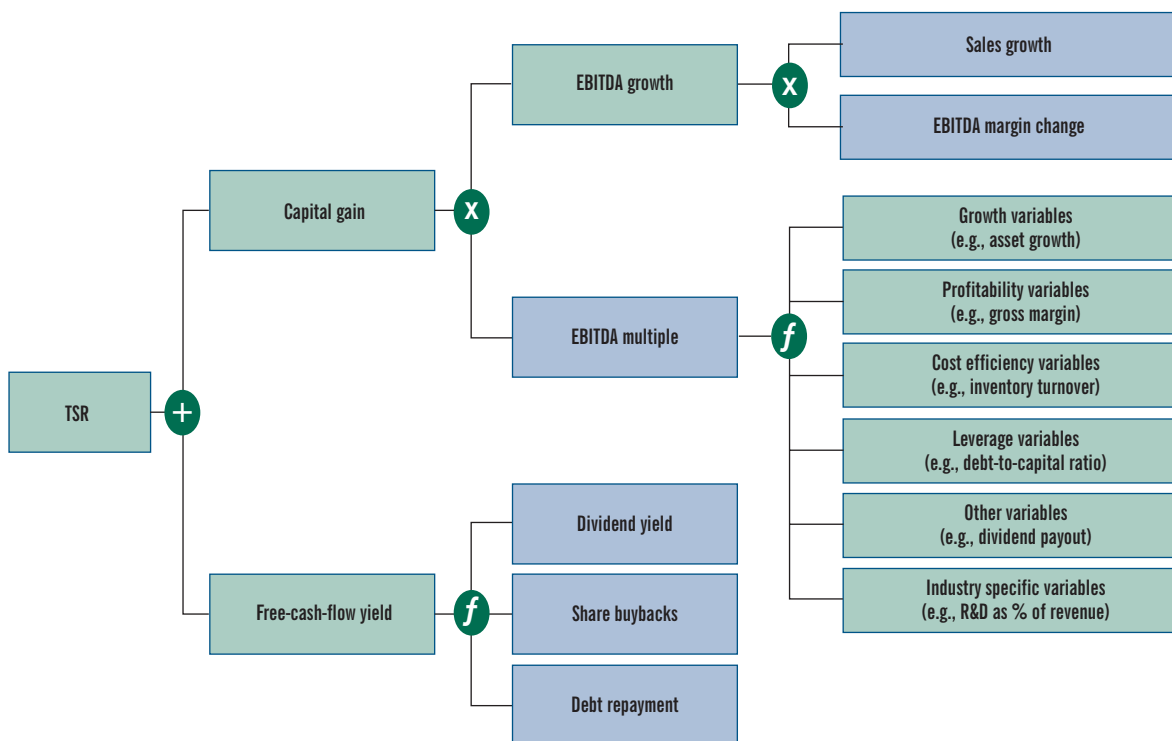 Sales growth
x
EBITDA growth
EBITDA margin change
Capital gain
x
Growth variables
(e.g., asset growth)
Profitability variables
(e.g., gross margin)
EBITDA multiple
f
Cost efficiency variables
(e.g., inventory turnover)
TSR
+
Leverage variables
(e.g., debt-to-capital ratio)
Dividend yield
Other variables
(e.g., dividend payout)
Free-cash-flow yield
f
Share buybacks
Industry specific variables
(e.g., R&D as % of revenue)
Debt repayment